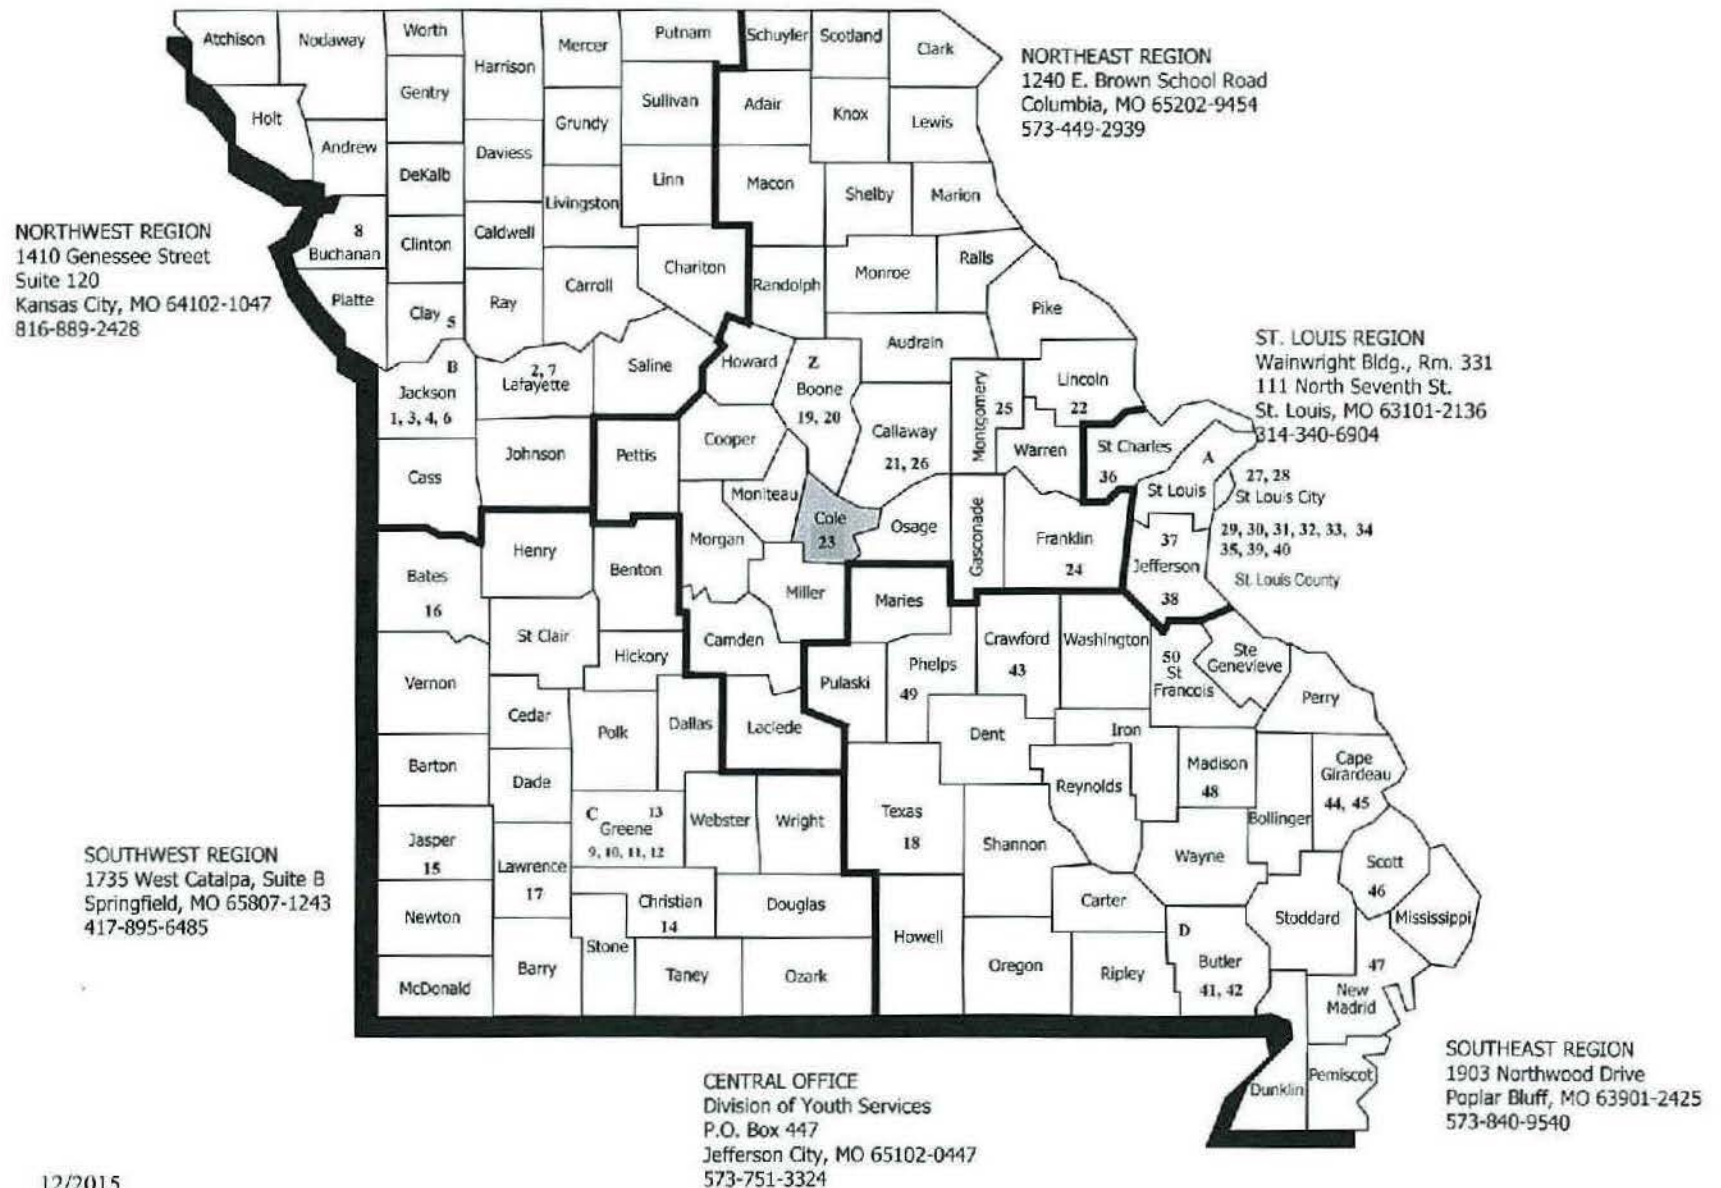 Atchison
Nodaway
Worth
Harrison
Mercer
Putnam
Schuyler
Scotland
Clark
NORTHEAST REGION
1240 E. Brown School Road
Columbia, MO 65202-9454
573-449-2939
Holt
Gentry
Grundy
Sullivan
Adair
Knox
Lewis
Andrew
DeKalb
Daviess
Livingston
Linn
Macon
Shelby
Marion
NORTHWEST REGION
1410 Genessee Street
Suite 120
Kansas City, MO 64102-1047
816-889-2428
8
Buchanan
Clinton
Caldwell
Carroll
Chariton
Randolph
Monroe
Ralls
Platte
Clay 5
Ray
Pike
Audrain
ST. LOUIS REGION
Wainwright Bldg., Rm. 331
111 North Seventh St.
St. Louis, MO 63101-2136
314-340-6904
B
Jackson
1, 3, 4, 6
2, 7
Lafayette
Saline
Howard
Z
Boone
19, 20
Callaway
21, 26
Montgomery
25
Lincoln
22
Warren
St Charles
36
A
St Louis
27, 28
St Louis City
29, 30, 31, 32, 33, 34
35, 39, 40
St. Louis County
Cass
Johnson
Pettis
Cooper
Moniteau
Morgan
Cole
23
Osage
Gasconade
Franklin
24
37
Jefferson
38
Bates
16
Henry
Benton
Miller
Maries
St Clair
Hickory
Camden
Pulaski
Phelps
49
Crawford
43
Washington
50
St
Francois
Ste
Genevieve
Perry
Vernon
Cedar
Polk
Dallas
Laclede
Dent
Iron
Barton
Dade
Reynolds
Madison
48
Bollinger
Cape
Girardeau
44, 45
C 13
Greene
9, 10, 11, 12
Webster
Wright
Texas
18
Shannon
Wayne
Scott
46
SOUTHWEST REGION
1735 West Catalpa, Suite B
Springfield, MO 65807-1243
417-895-6485
Jasper
15
Lawrence
17
Christian
14
Douglas
Howell
Carter
Stoddard
Mississippi
Newton
Stone
D
Butler
41, 42
47
New
Madrid
McDonald
Barry
Taney
Ozark
Oregon
Ripley
Dunklin
Pemiscot
SOUTHEAST REGION
1903 Northwood Drive
Poplar Bluff, MO 63901-2425
573-840-9540
CENTRAL OFFICE
Division of Youth Services
P.O. Box 447
Jefferson City, MO 65102-0447
573-751-3324
12/2015